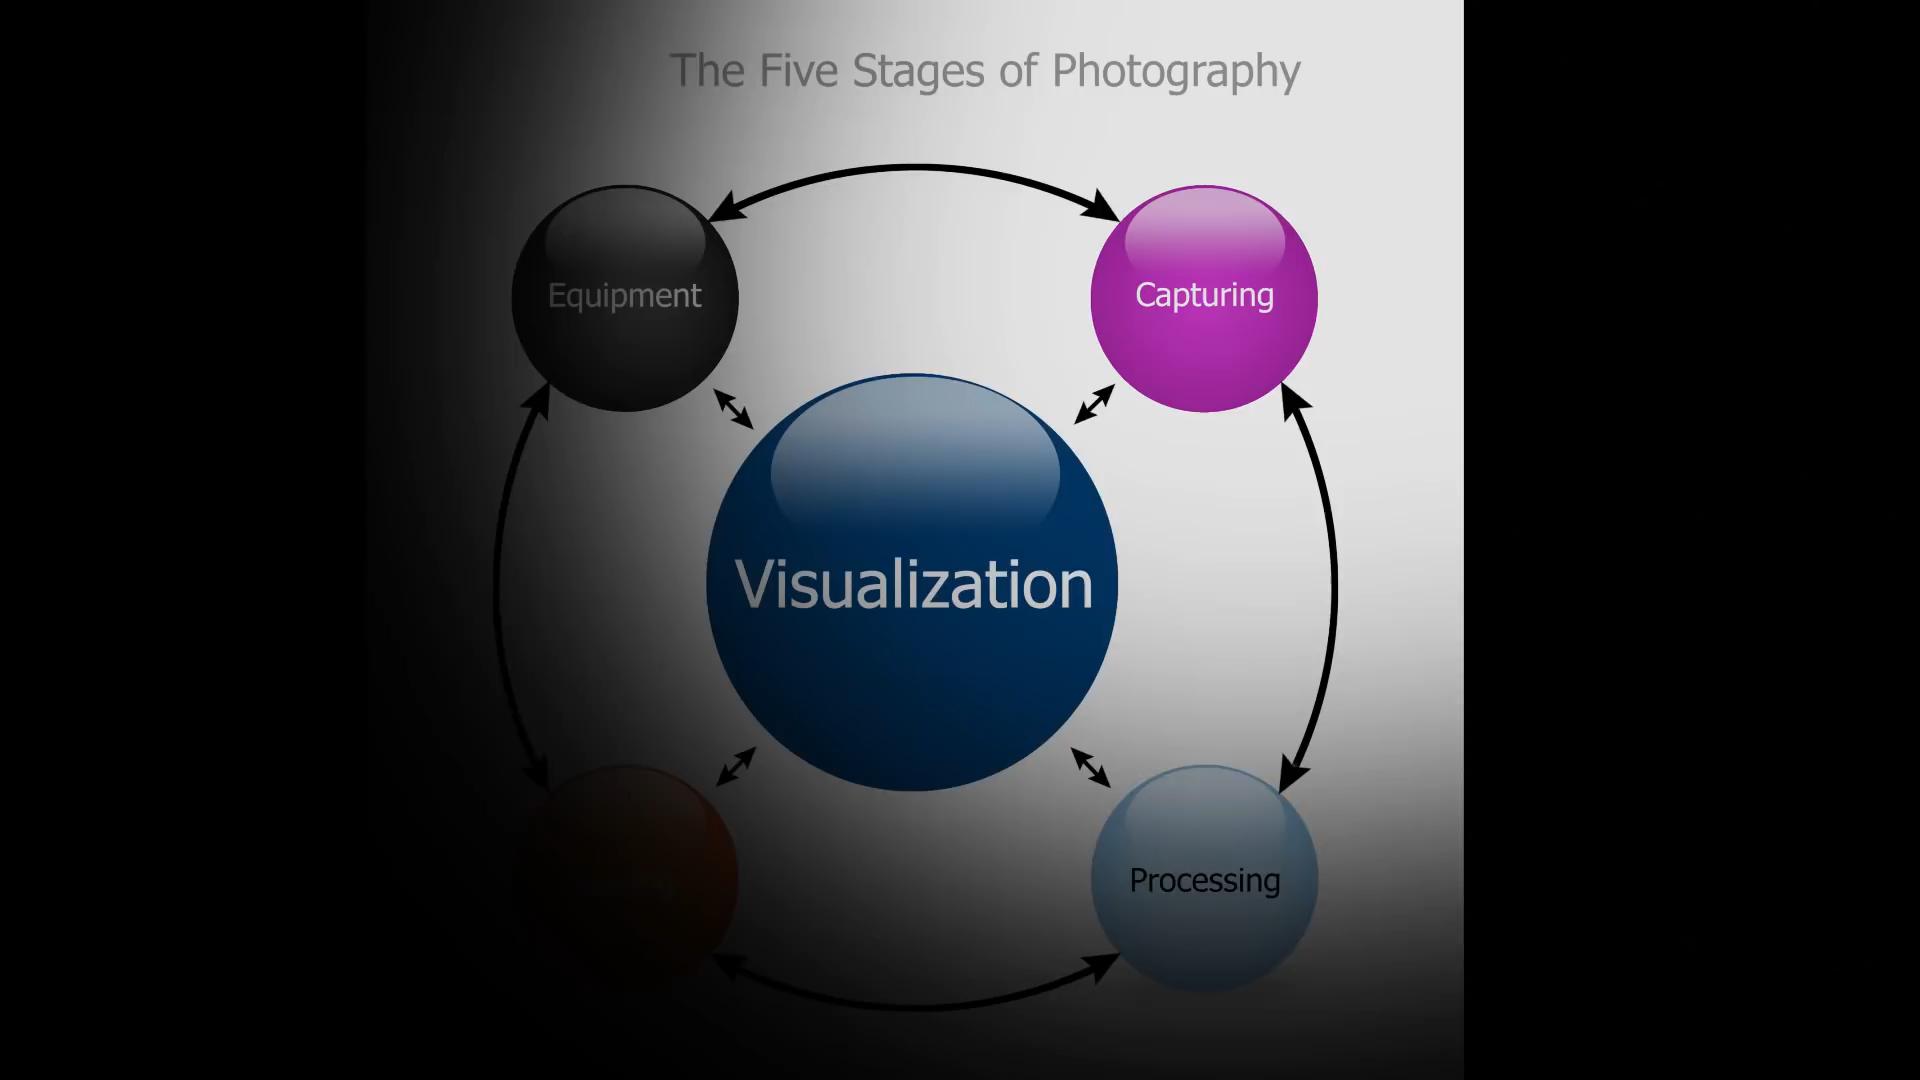 The Five Stages of Photography
Equipment
Capturing
Visualization
Processing